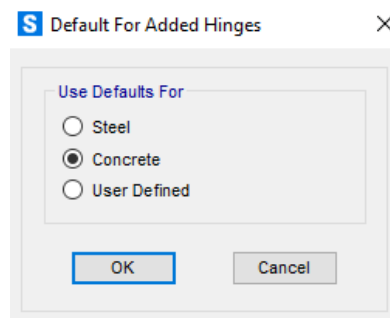 S Default For Added Hinges
Use Defaults For
Steel
Concrete
User Defined
OK
Cancel